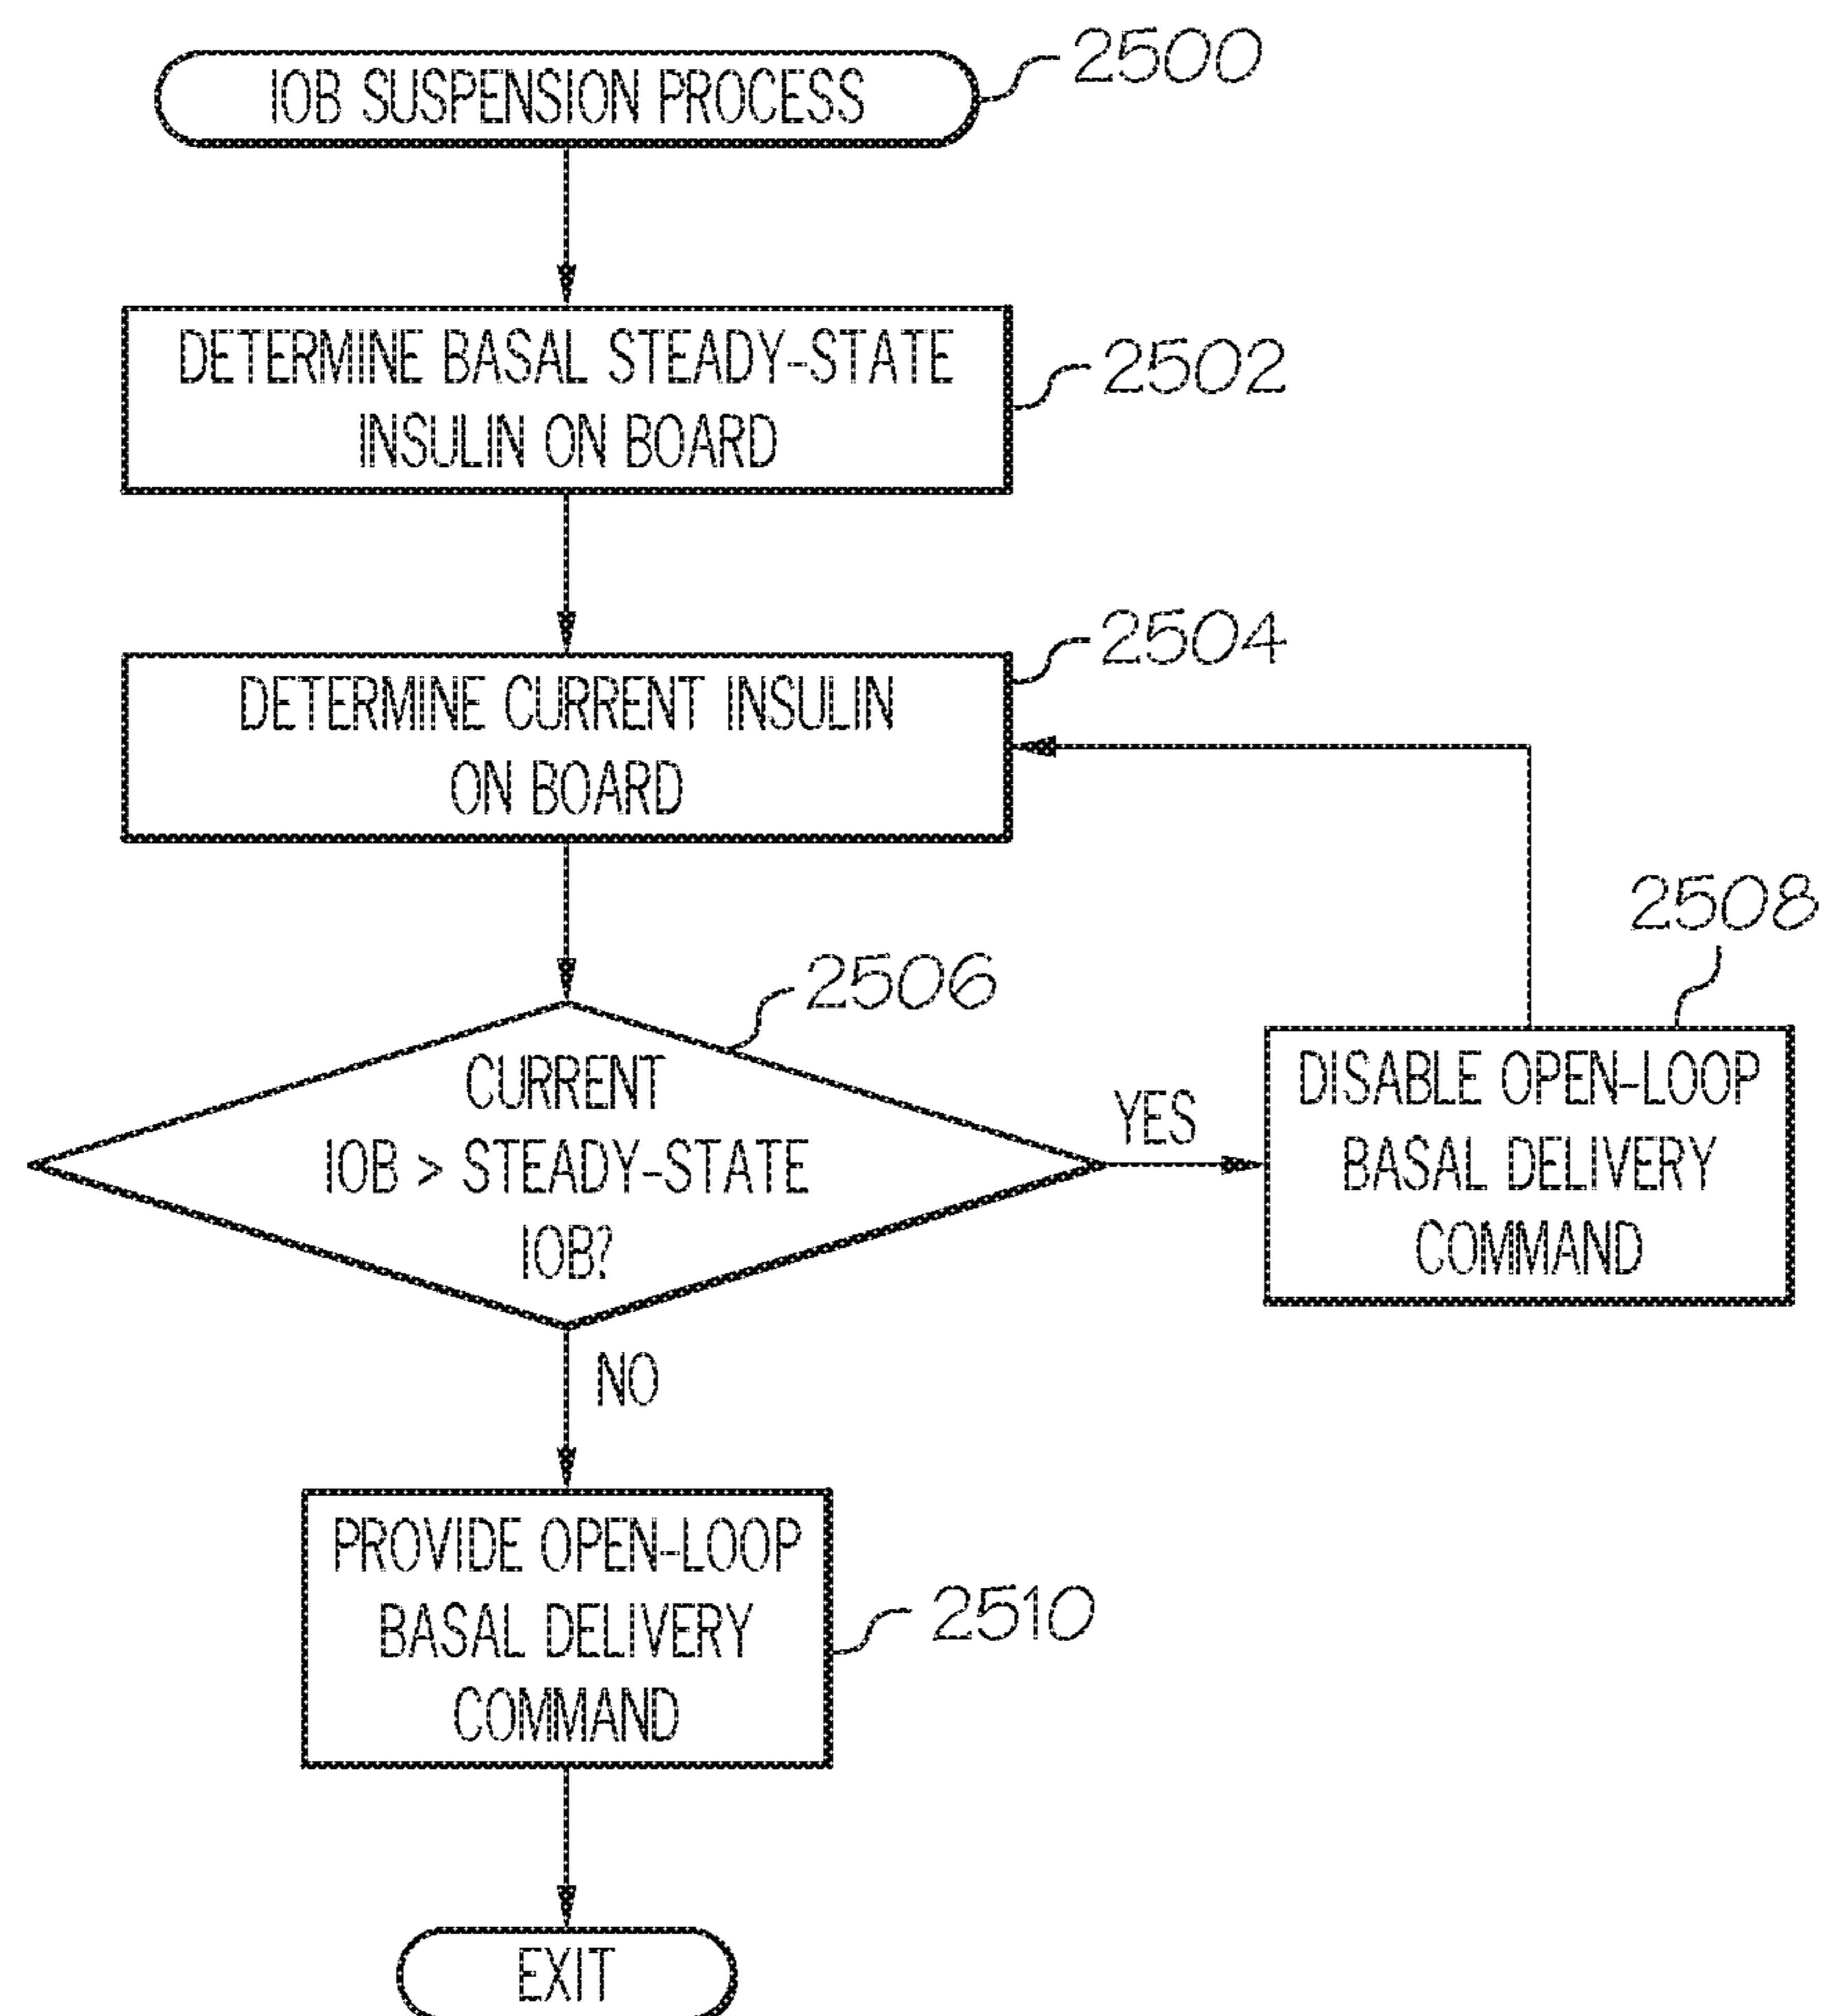 IOB SUSPENSION PROCESS
2500
DETERMINE BASAL STEADY-STATE
INSULIN ON BOARD
2502
DETERMINE CURRENT INSULIN
ON BOARD
2504
CURRENT
IOB > STEADY-STATE
IOB?
2506
YES
DISABLE OPEN-LOOP
BASAL DELIVERY
COMMAND
2508
NO
PROVIDE OPEN-LOOP
BASAL DELIVERY
COMMAND
2510
EXIT